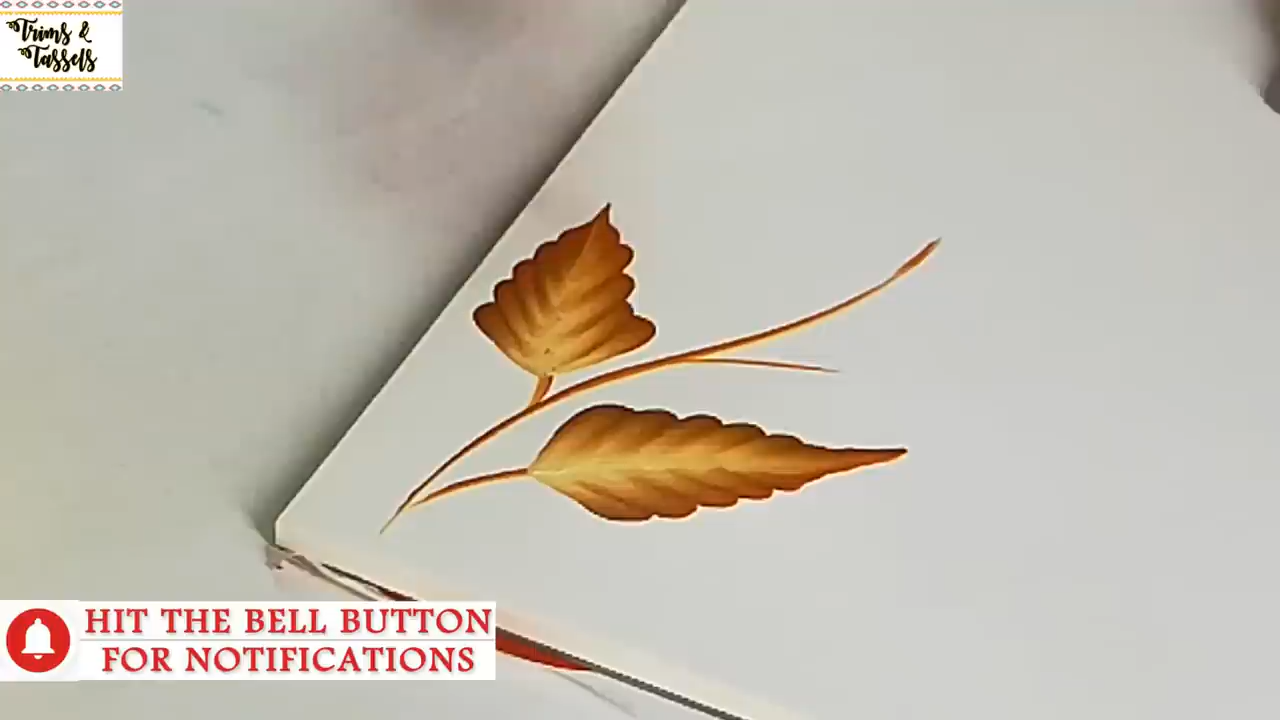 Trims &
Tassels
HIT THE BELL BUTTON
FOR NOTIFICATIONS